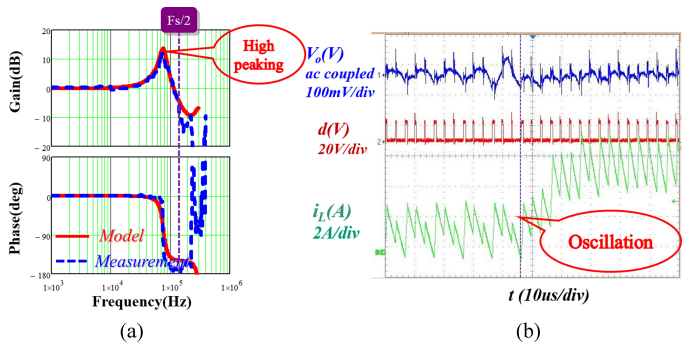 Fs/2
20
10
0
−10
−20
Gain(dB)
High
peaking
90
0
−90
−180
Phase(deg)
Model
Measurement
1×10³
1×10⁴
1×10⁵
1×10⁶
Frequency(Hz)
(a)
Vo(V)
ac coupled
100mV/div
d(V)
20V/div
iL(A)
2A/div
1
2
Oscillation
t (10us/div)
(b)